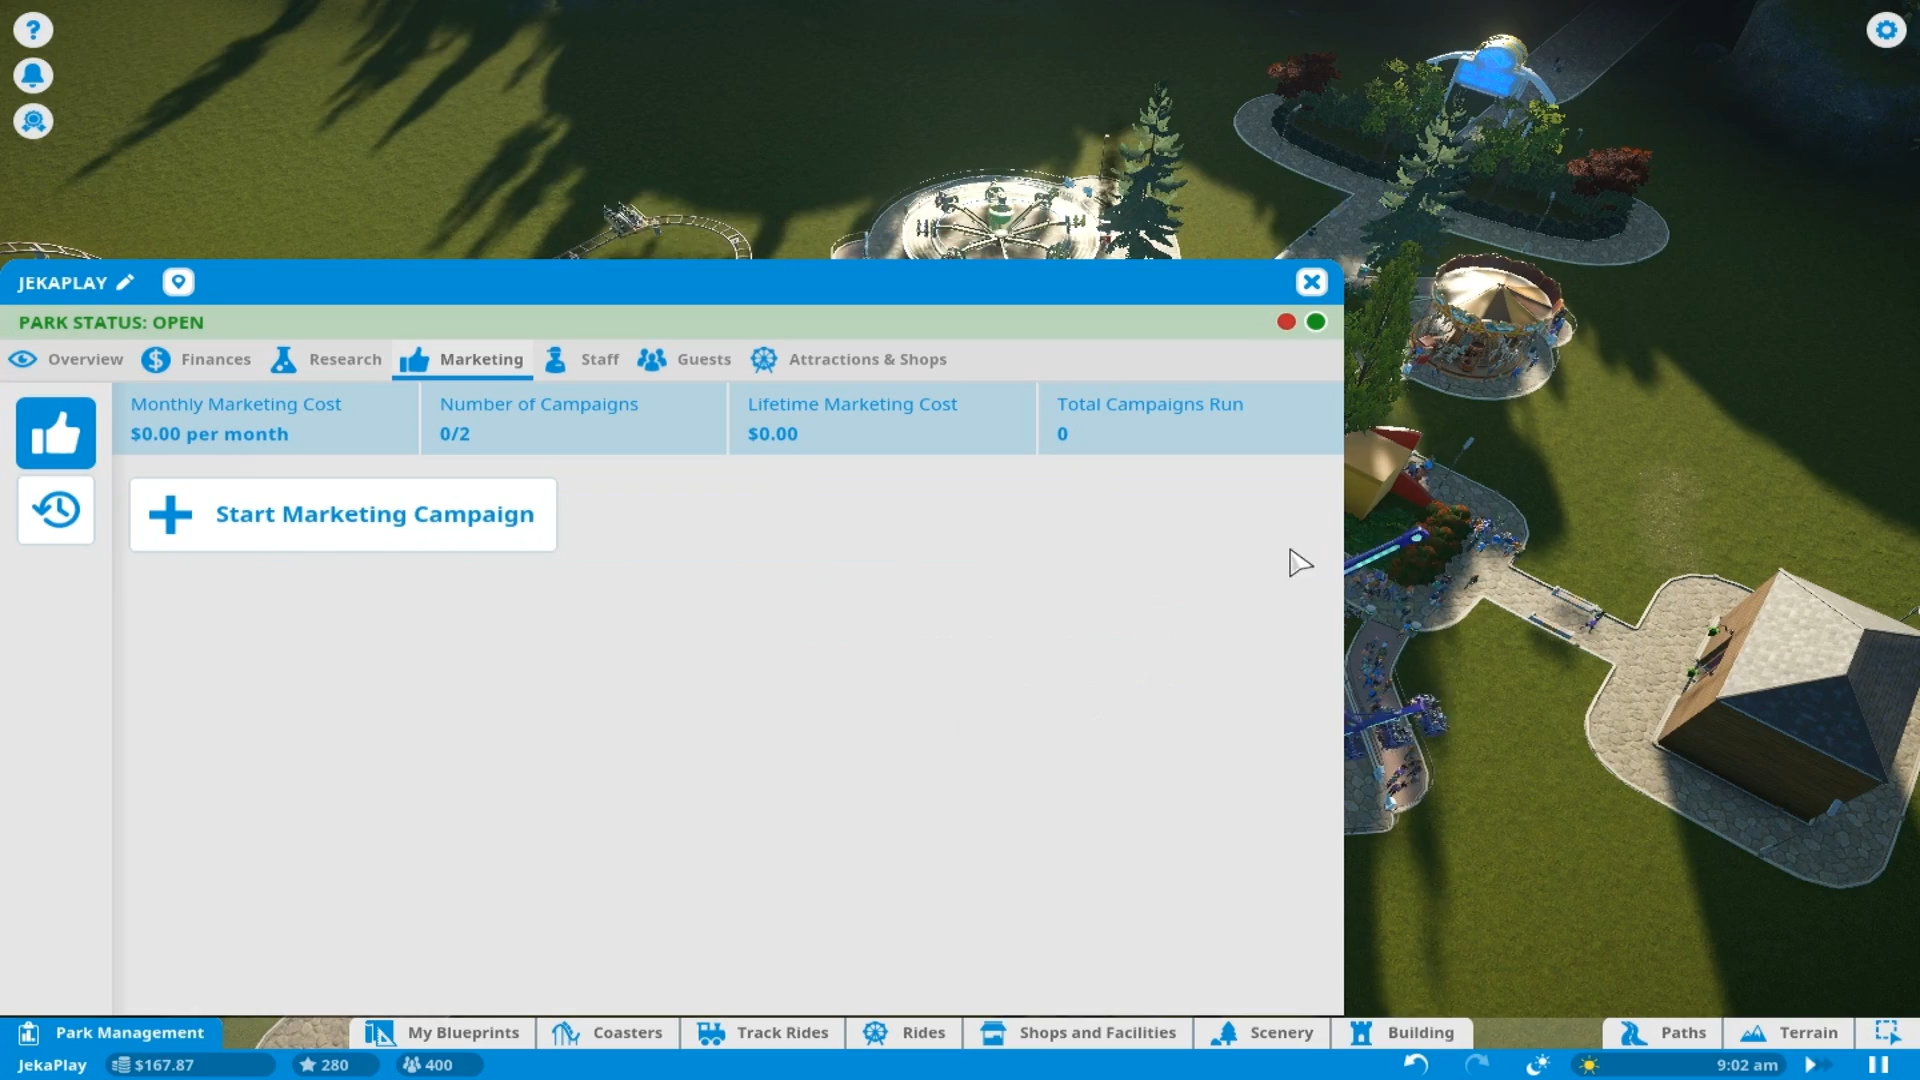 JEKAPLAY
PARK STATUS: OPEN
Overview
Finances
Research
Marketing
Staff
Guests
Attractions & Shops
Monthly Marketing Cost
$0.00 per month
Number of Campaigns
0/2
Lifetime Marketing Cost
$0.00
Total Campaigns Run
0
Start Marketing Campaign
Park Management
My Blueprints
Coasters
Track Rides
Rides
Shops and Facilities
Scenery
Building
Paths
Terrain
JekaPlay
$167.87
280
400
9:02 am